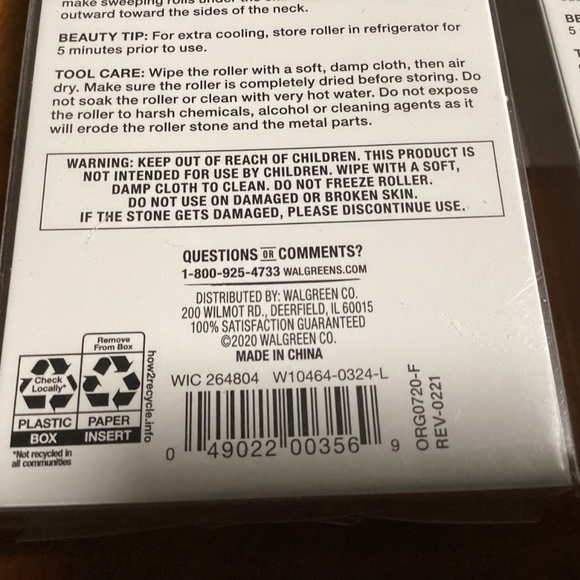 outward toward the sides of the neck.
BEAUTY TIP: For extra cooling, store roller in refrigerator for
5 minutes prior to use.
TOOL CARE: Wipe the roller with a soft, damp cloth, then air
dry. Make sure the roller is completely dried before storing. Do
not soak the roller or clean with very hot water. Do not expose
the roller to harsh chemicals, alcohol or cleaning agents as it
will erode the roller stone and the metal parts.
WARNING: KEEP OUT OF REACH OF CHILDREN. THIS PRODUCT IS
NOT INTENDED FOR USE BY CHILDREN. WIPE WITH A SOFT,
DAMP CLOTH TO CLEAN. DO NOT FREEZE ROLLER.
DO NOT USE ON DAMAGED OR BROKEN SKIN.
IF THE STONE GETS DAMAGED, PLEASE DISCONTINUE USE.
QUESTIONS OR COMMENTS?
1-800-925-4733 WALGREENS.COM
DISTRIBUTED BY: WALGREEN CO.
200 WILMOT RD., DEERFIELD, IL 60015
100% SATISFACTION GUARANTEED
©2020 WALGREEN CO.
MADE IN CHINA
Remove
From Box
Check
Locally*
PLASTIC
BOX
PAPER
INSERT
*Not recycled in
all communities
how2recycle.info
WIC 264804 W10464-0324-L
0 49022 00356 9
ORG0720-F
REV-0221
BE
5